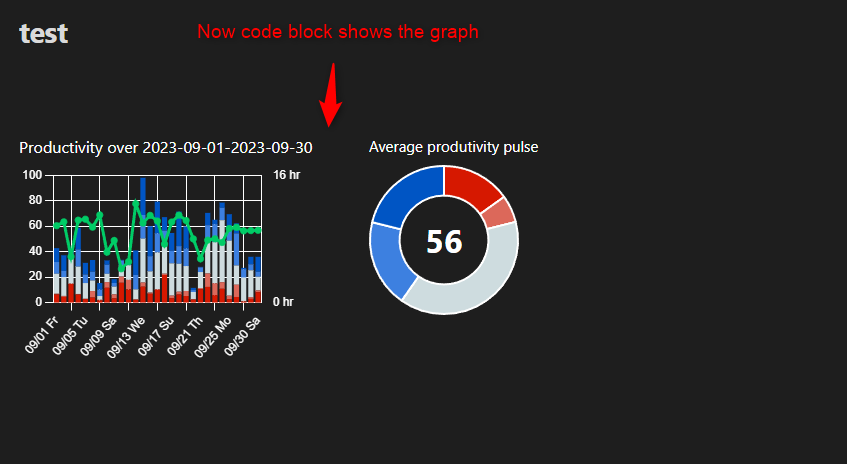 test
Now code block shows the graph
Productivity over 2023-09-01-2023-09-30
Average produtivity pulse
100
16 hr
80
60
40
20
0
0 hr
09/01 Fr
09/05 Tu
09/09 Sa
09/13 We
09/17 Su
09/21 Th
09/25 Mo
09/30 Sa
56